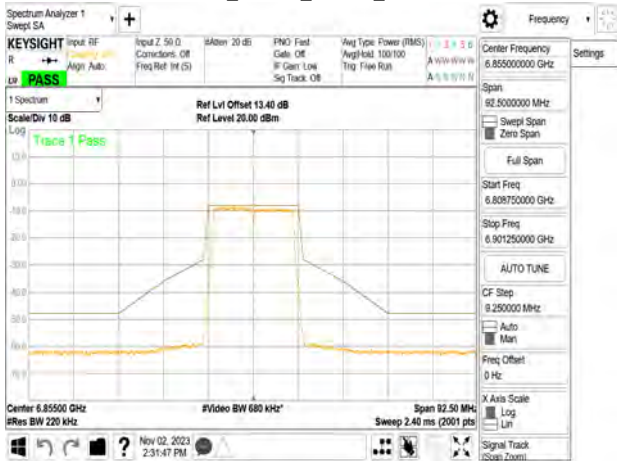 Spectrum Analyzer 1
Swept SA
+
Frequency
KEYSIGHT
Input: RF
Align: Auto
Input Z: 50 Ω
Corrections: Off
Freq Ref: Int (S)
#Atten: 20 dB
PNO: Fast
Gate: Off
IF Gain: Low
Sig Track: Off
Avg Type: Power (RMS)
Avg|Hold: 100/100
Trig: Free Run
R
LW
PASS
1 Spectrum
Scale/Div 10 dB
Ref Lvl Offset 13.40 dB
Ref Level 20.00 dBm
Log
Trace 1 Pass
Center 6.85500 GHz
#Res BW 220 kHz
#Video BW 680 kHz*
Span 92.50 MHz
Sweep 2.40 ms (2001 pts
Nov 02, 2023
2:31:47 PM
Center Frequency
6.855000000 GHz
Settings
Span
92.5000000 MHz
Swept Span
Zero Span
Full Span
Start Freq
6.808750000 GHz
Stop Freq
6.901250000 GHz
AUTO TUNE
CF Step
9.250000 MHz
Auto
Man
Freq Offset
0 Hz
X Axis Scale
Log
Lin
Signal Track
(Span Zoom)